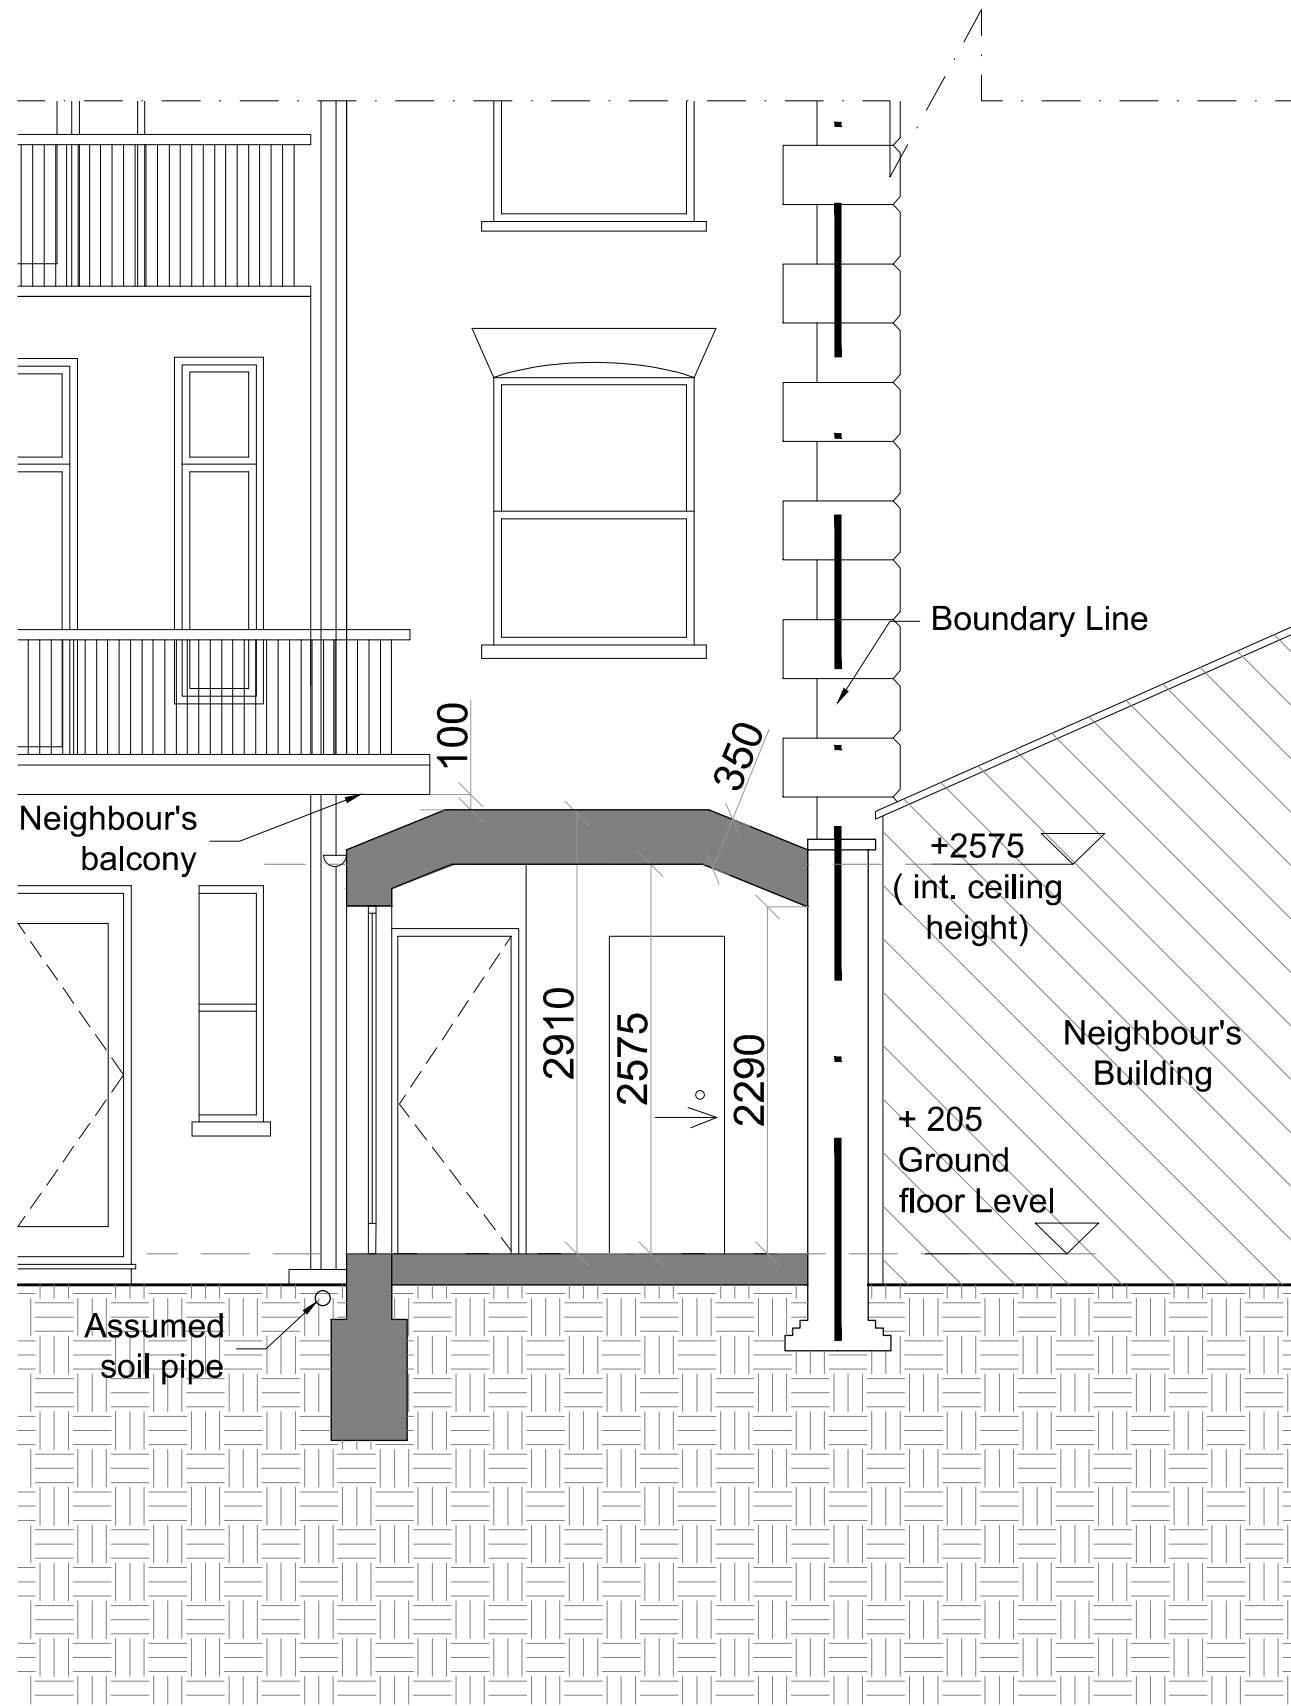 Boundary Line
100
350
Neighbour's
balcony
+2575
( int. ceiling
height)
2910
2575
2290
Neighbour's
Building
+ 205
Ground
floor Level
Assumed
soil pipe